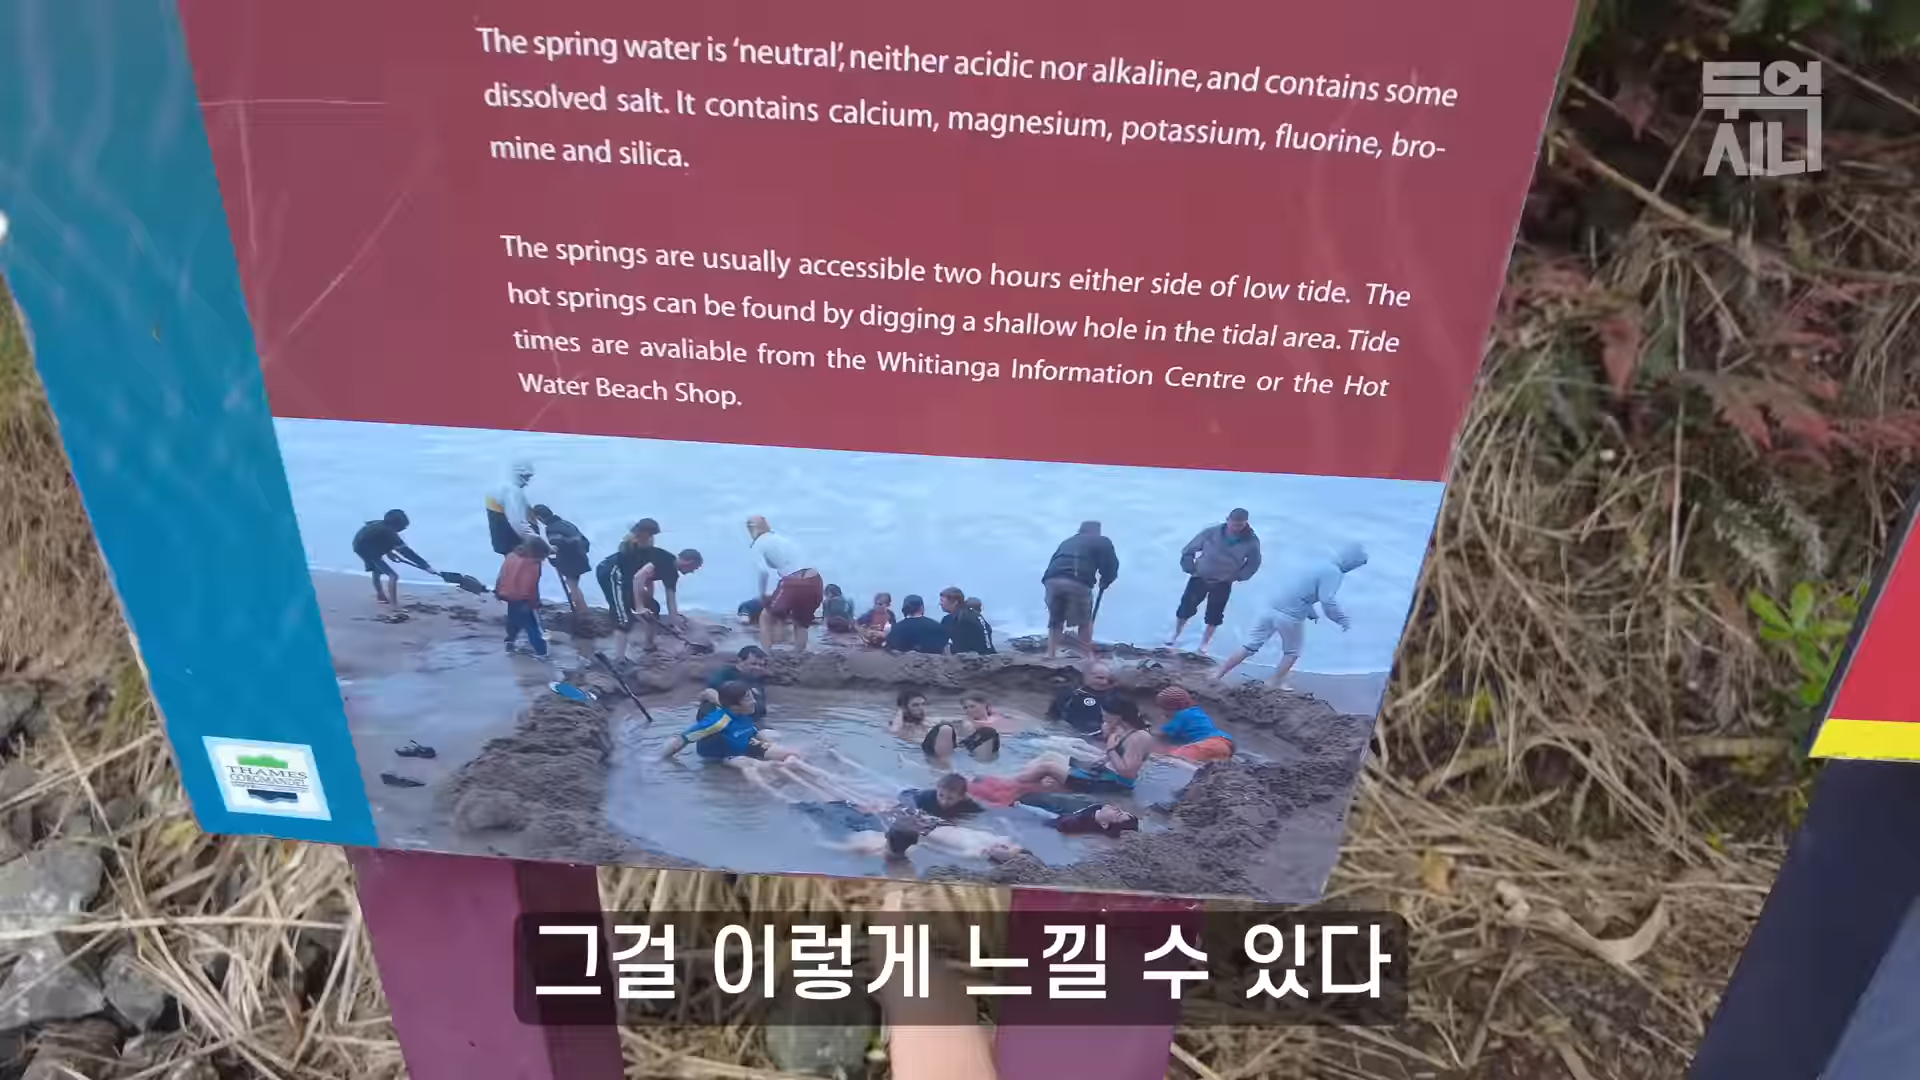 The spring water is ‘neutral’, neither acidic nor alkaline, and contains some
dissolved salt. It contains calcium, magnesium, potassium, fluorine, bro-
mine and silica.
The springs are usually accessible two hours either side of low tide. The
hot springs can be found by digging a shallow hole in the tidal area. Tide
times are avaliable from the Whitianga Information Centre or the Hot
Water Beach Shop.
THAMES
COROMANDEL
두어
시니
그걸 이렇게 느낄 수 있다